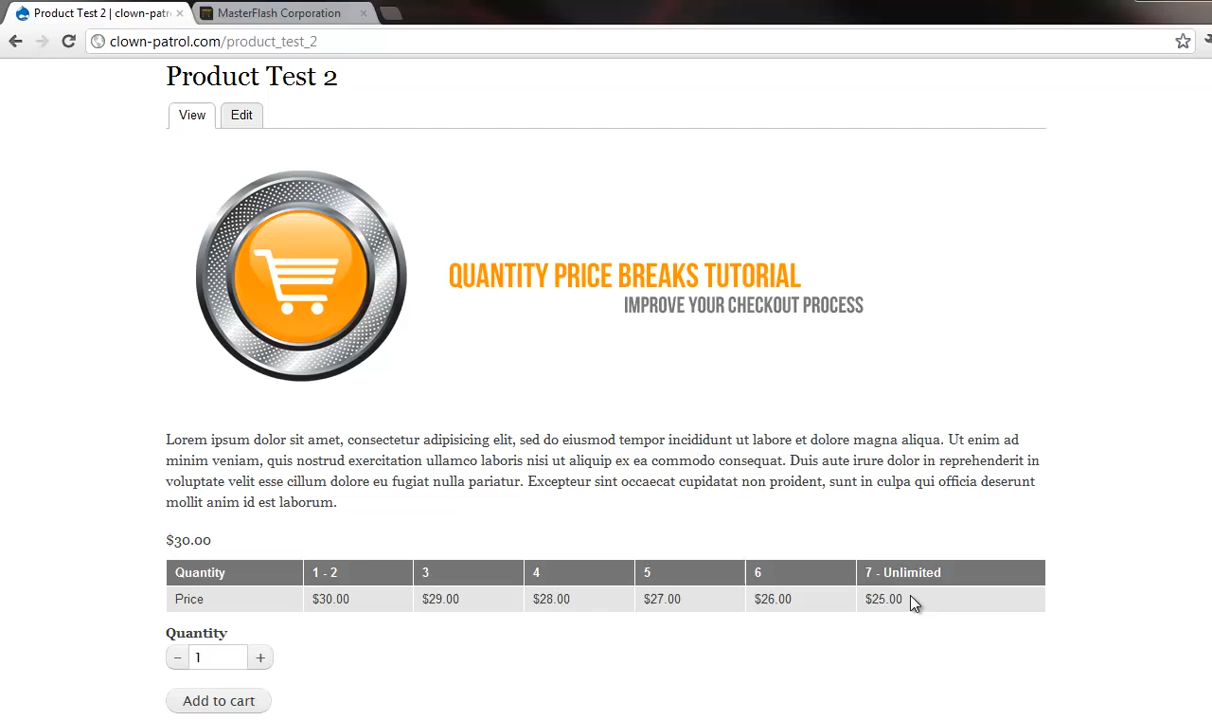 Product Test 2 | clown-patr
MasterFlash Corporation
clown-patrol.com/product_test_2
Product Test 2
View Edit
QUANTITY PRICE BREAKS TUTORIAL
IMPROVE YOUR CHECKOUT PROCESS
Lorem ipsum dolor sit amet, consectetur adipisicing elit, sed do eiusmod tempor incididunt ut labore et dolore magna aliqua. Ut enim ad
minim veniam, quis nostrud exercitation ullamco laboris nisi ut aliquip ex ea commodo consequat. Duis aute irure dolor in reprehenderit in
voluptate velit esse cillum dolore eu fugiat nulla pariatur. Excepteur sint occaecat cupidatat non proident, sunt in culpa qui officia deserunt
mollit anim id est laborum.
$30.00
Quantity 1 - 2 3 4 5 6 7 - Unlimited
Price $30.00 $29.00 $28.00 $27.00 $26.00 $25.00
Quantity
− 1 +
Add to cart